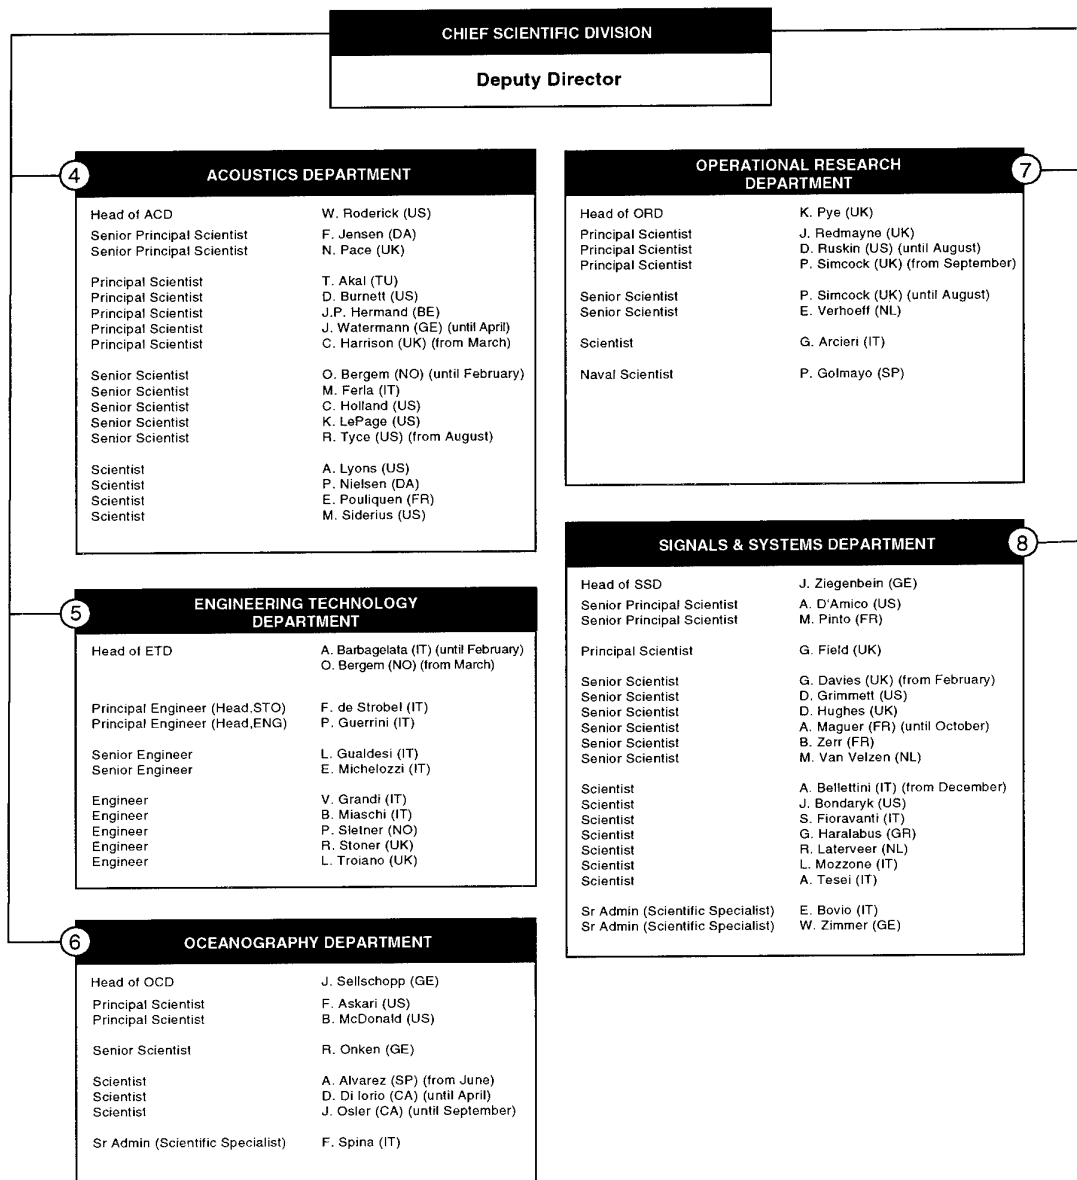 CHIEF SCIENTIFIC DIVISION
Deputy Director
4
ACOUSTICS DEPARTMENT
Head of ACD W. Roderick (US)
Senior Principal Scientist F. Jensen (DA)
Senior Principal Scientist N. Pace (UK)
Principal Scientist T. Akal (TU)
Principal Scientist D. Burnett (US)
Principal Scientist J.P. Hermand (BE)
Principal Scientist J. Watermann (GE) (until April)
Principal Scientist C. Harrison (UK) (from March)
Senior Scientist O. Bergem (NO) (until February)
Senior Scientist M. Ferla (IT)
Senior Scientist C. Holland (US)
Senior Scientist K. LePage (US)
Senior Scientist R. Tyce (US) (from August)
Scientist A. Lyons (US)
Scientist P. Nielsen (DA)
Scientist E. Pouliquen (FR)
Scientist M. Siderius (US)
5
ENGINEERING TECHNOLOGY
DEPARTMENT
Head of ETD A. Barbagelata (IT) (until February)
O. Bergem (NO) (from March)
Principal Engineer (Head,STO) F. de Strobel (IT)
Principal Engineer (Head,ENG) P. Guerrini (IT)
Senior Engineer L. Gualdesi (IT)
Senior Engineer E. Michelozzi (IT)
Engineer V. Grandi (IT)
Engineer B. Miaschi (IT)
Engineer P. Sletner (NO)
Engineer R. Stoner (UK)
Engineer L. Troiano (UK)
6
OCEANOGRAPHY DEPARTMENT
Head of OCD J. Sellschopp (GE)
Principal Scientist F. Askari (US)
Principal Scientist B. McDonald (US)
Senior Scientist R. Onken (GE)
Scientist A. Alvarez (SP) (from June)
Scientist D. Di Iorio (CA) (until April)
Scientist J. Osler (CA) (until September)
Sr Admin (Scientific Specialist) F. Spina (IT)
OPERATIONAL RESEARCH
DEPARTMENT
7
Head of ORD K. Pye (UK)
Principal Scientist J. Redmayne (UK)
Principal Scientist D. Ruskin (US) (until August)
Principal Scientist P. Simcock (UK) (from September)
Senior Scientist P. Simcock (UK) (until August)
Senior Scientist E. Verhoeff (NL)
Scientist G. Arcieri (IT)
Naval Scientist P. Golmayo (SP)
SIGNALS & SYSTEMS DEPARTMENT
8
Head of SSD J. Ziegenbein (GE)
Senior Principal Scientist A. D'Amico (US)
Senior Principal Scientist M. Pinto (FR)
Principal Scientist G. Field (UK)
Senior Scientist G. Davies (UK) (from February)
Senior Scientist D. Grimmett (US)
Senior Scientist D. Hughes (UK)
Senior Scientist A. Maguer (FR) (until October)
Senior Scientist B. Zerr (FR)
Senior Scientist M. Van Velzen (NL)
Scientist A. Bellettini (IT) (from December)
Scientist J. Bondaryk (US)
Scientist S. Fioravanti (IT)
Scientist G. Haralabus (GR)
Scientist R. Laterveer (NL)
Scientist L. Mozzone (IT)
Scientist A. Tesei (IT)
Sr Admin (Scientific Specialist) E. Bovio (IT)
Sr Admin (Scientific Specialist) W. Zimmer (GE)